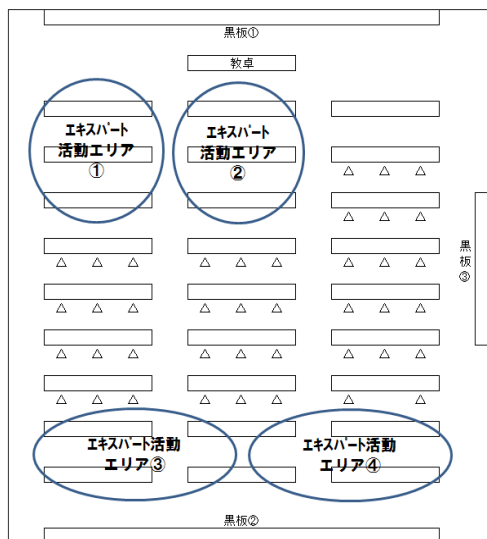 黒板①
教卓
エキスパート
活動エリア
①
エキスパート
活動エリア
②
黒板③
エキスパート活動
エリア③
エキスパート活動
エリア④
黒板②